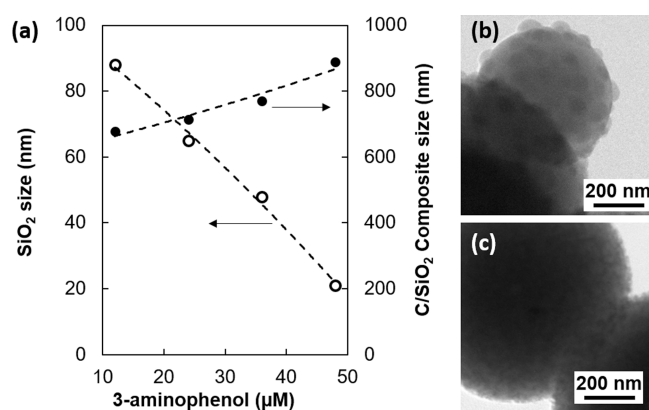 (a)
SiO₂ size (nm)
100
80
60
40
20
0
10
20
30
40
50
3-aminophenol (µM)
1000
800
600
400
200
0
C/SiO₂ Composite size (nm)
(b)
200 nm
(c)
200 nm